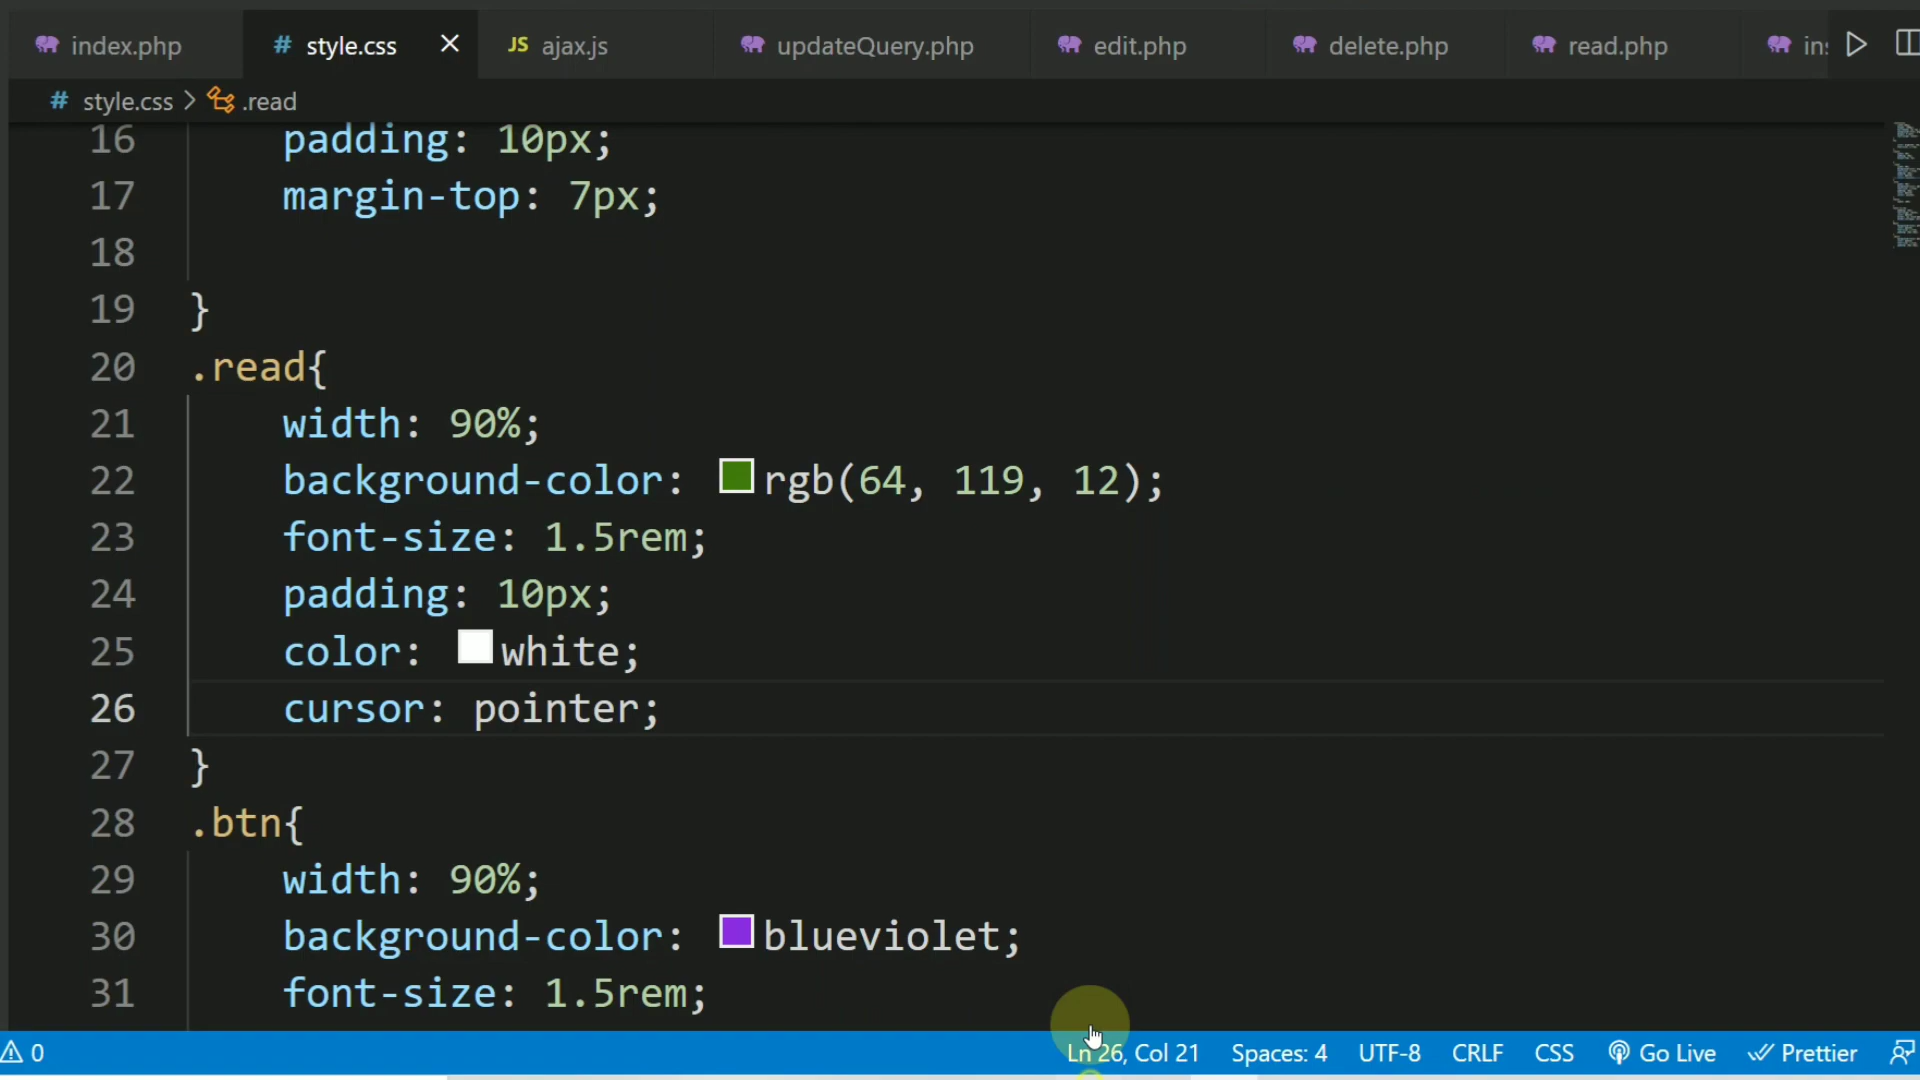 index.php
# style.css
JS ajax.js
updateQuery.php
edit.php
delete.php
read.php
# style.css > .read
16 padding: 10px;
17 margin-top: 7px;
18
19 }
20 .read{
21 width: 90%;
22 background-color: rgb(64, 119, 12);
23 font-size: 1.5rem;
24 padding: 10px;
25 color: white;
26 cursor: pointer;
27 }
28 .btn{
29 width: 90%;
30 background-color: blueviolet;
31 font-size: 1.5rem;
0 Ln 26, Col 21 Spaces: 4 UTF-8 CRLF CSS Go Live Prettier